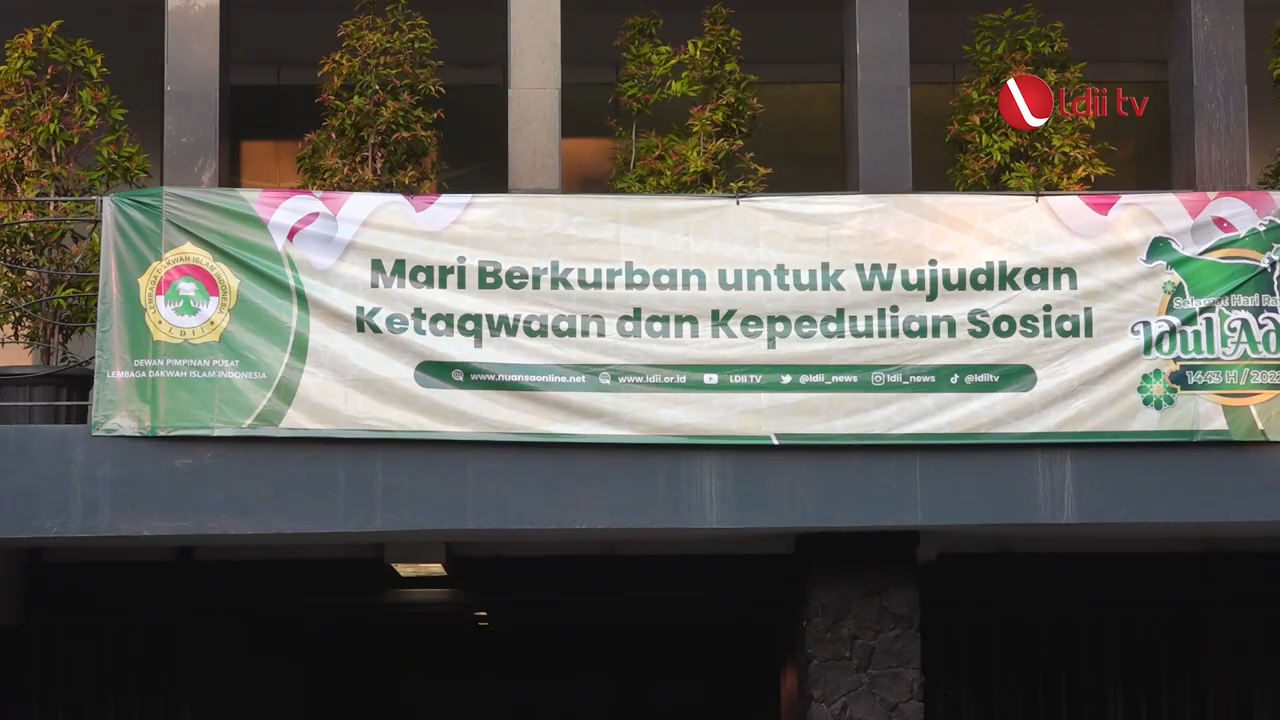 ldii tv
Mari Berkurban untuk Wujudkan
Ketaqwaan dan Kepedulian Sosial
LEMBAGA DAKWAH ISLAM INDONESIA
LDII
DEWAN PIMPINAN PUSAT
LEMBAGA DAKWAH ISLAM INDONESIA
www.nuansaonline.net www.ldii.or.id LDII TV @ldii_news ldii_news @ldiitv
Selamat Hari Ra
Idul Ad
1443 H / 2022